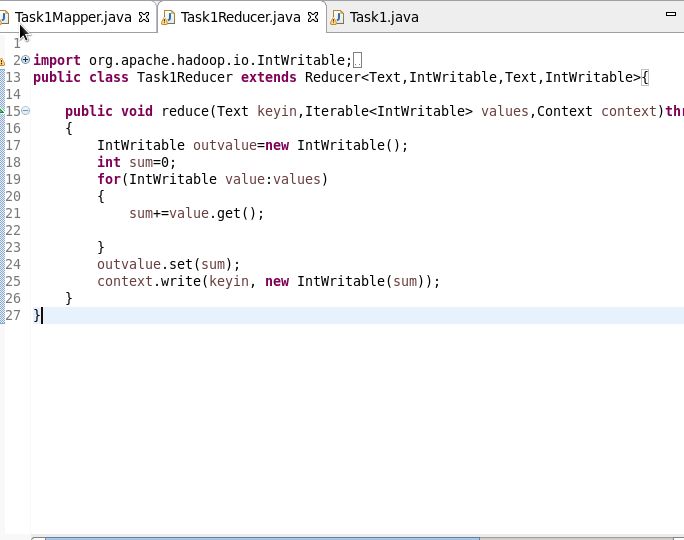 Task1Mapper.java Task1Reducer.java Task1.java
1
2 import org.apache.hadoop.io.IntWritable;
13 public class Task1Reducer extends Reducer<Text,IntWritable,Text,IntWritable>{
14
15 public void reduce(Text keyin,Iterable<IntWritable> values,Context context)thr
16 {
17 IntWritable outvalue=new IntWritable();
18 int sum=0;
19 for(IntWritable value:values)
20 {
21 sum+=value.get();
22
23 }
24 outvalue.set(sum);
25 context.write(keyin, new IntWritable(sum));
26 }
27 }